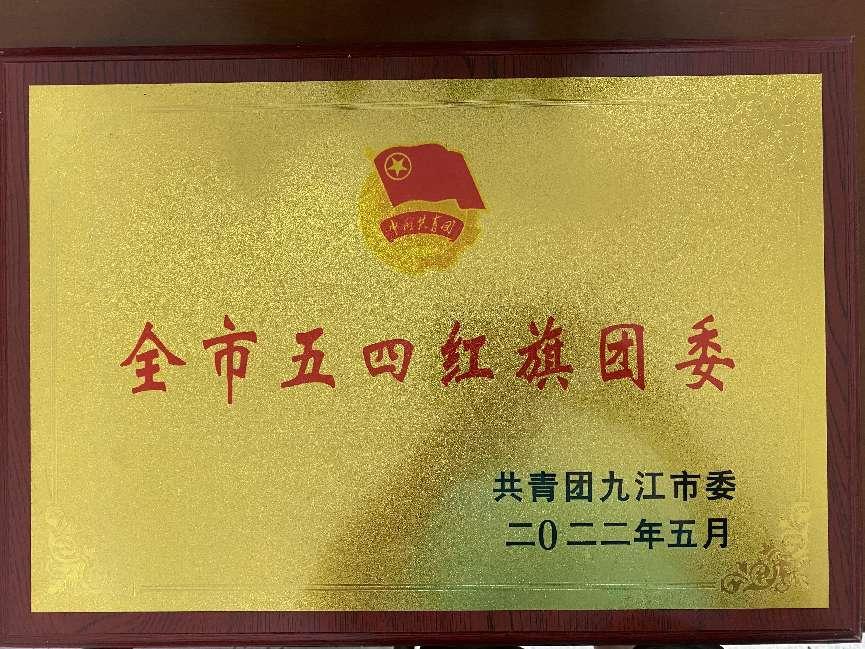 中国共青团
全市五四红旗团委
共青团九江市委
二0二二年五月